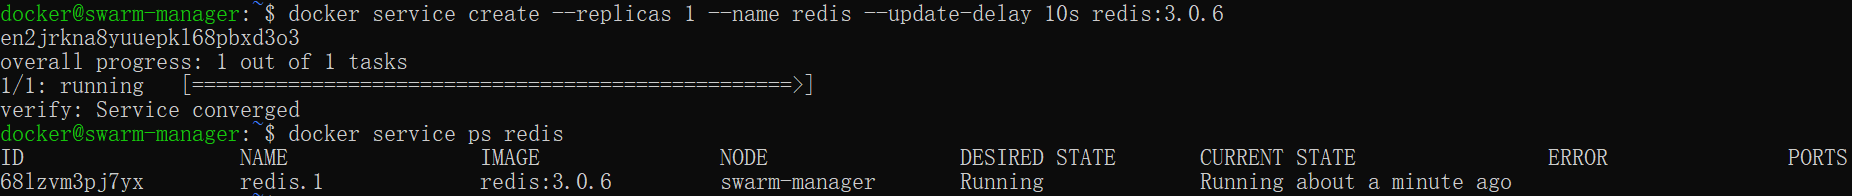 docker@swarm-manager:~$ docker service create --replicas 1 --name redis --update-delay 10s redis:3.0.6
en2jrkna8yuuepkl68pbxd3o3
overall progress: 1 out of 1 tasks
1/1: running   [==================================================>]
verify: Service converged
docker@swarm-manager:~$ docker service ps redis
ID                  NAME                IMAGE               NODE                DESIRED STATE       CURRENT STATE                ERROR               PORTS
68lzvm3pj7yx        redis.1             redis:3.0.6         swarm-manager       Running             Running about a minute ago